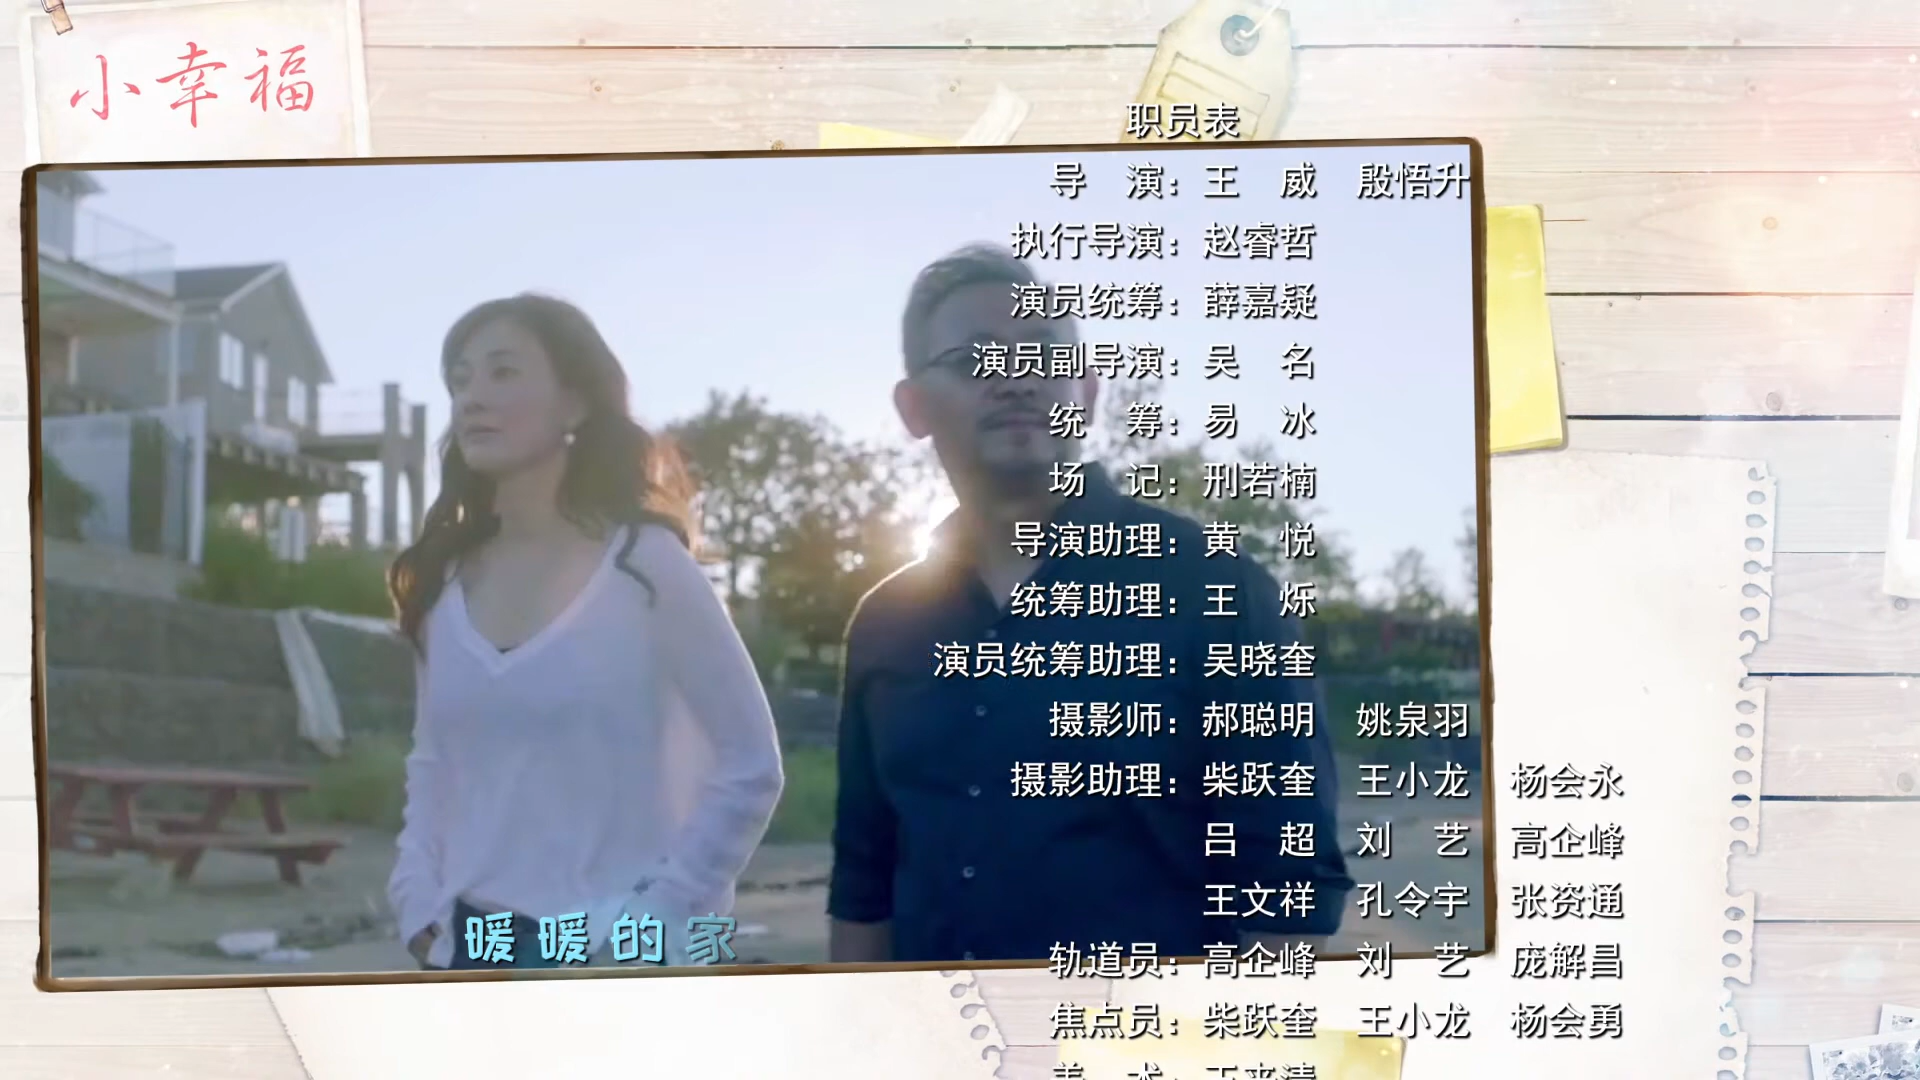 小幸福
职员表
导 演：王 威 殷悟升
执行导演：赵睿哲
演员统筹：薛嘉疑
演员副导演：吴 名
统 筹：易 冰
场 记：刑若楠
导演助理：黄 悦
统筹助理：王 烁
演员统筹助理：吴晓奎
摄影师：郝聪明 姚泉羽
摄影助理：柴跃奎 王小龙 杨会永
吕 超 刘 艺 高企峰
王文祥 孔令宇 张资通
轨道员：高企峰 刘 艺 庞解昌
焦点员：柴跃奎 王小龙 杨会勇
暖暖的家